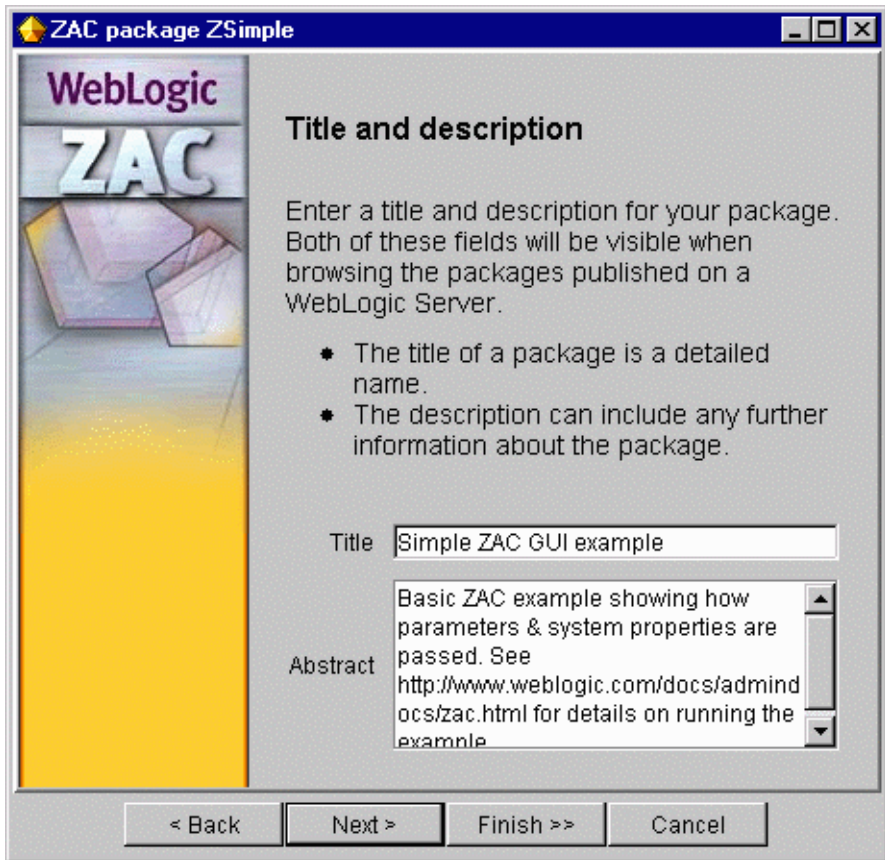 ZAC package ZSimple
WebLogic
ZAC
Title and description
Enter a title and description for your package.
Both of these fields will be visible when
browsing the packages published on a
WebLogic Server.
The title of a package is a detailed
name.
The description can include any further
information about the package.
Title
Simple ZAC GUI example
Abstract
Basic ZAC example showing how
parameters & system properties are
passed. See
http://www.weblogic.com/docs/admind
ocs/zac.html for details on running the
example
< Back
Next >
Finish >>
Cancel